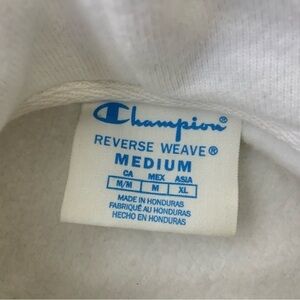 Champion®
REVERSE WEAVE®
MEDIUM
CA MEX ASIA
M/M M XL
MADE IN HONDURAS
FABRIQUÉ AU HONDURAS
HECHO EN HONDURAS